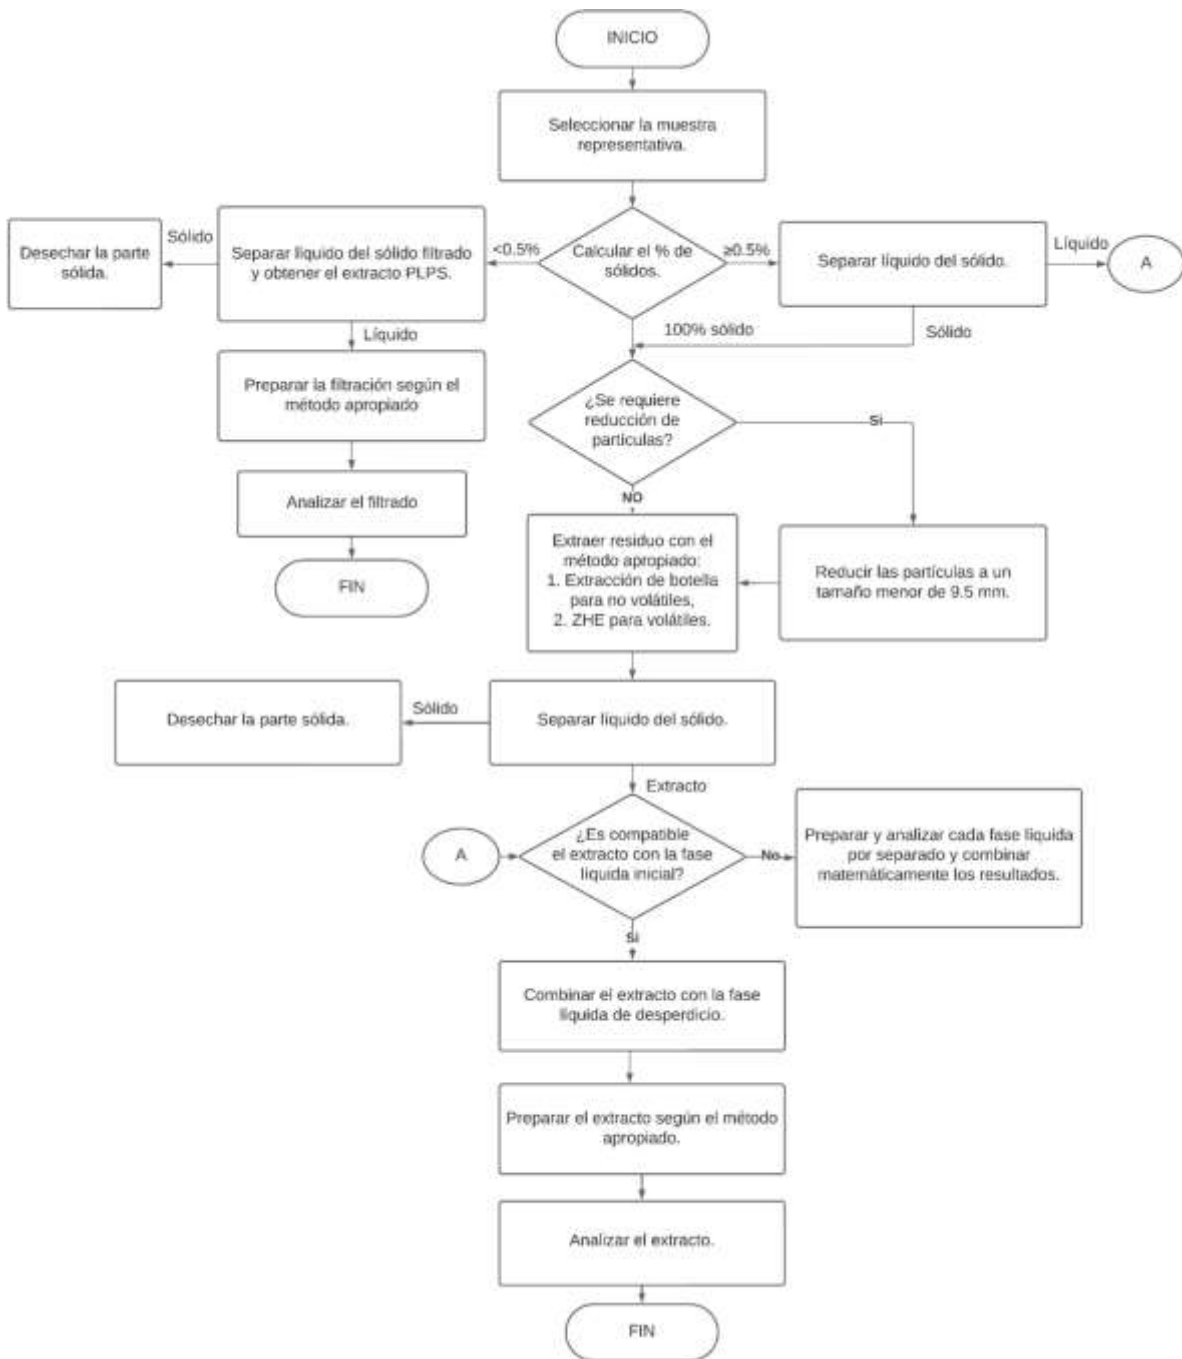 INICIO
Seleccionar la muestra
representativa.
Desechar la parte
sólida.
Sólido
Separar líquido del sólido filtrado
y obtener el extracto PLPS.
<0.5%
Calcular el % de
sólidos.
≥0.5%
Separar líquido del sólido.
Líquido
A
Líquido
100% sólido
Sólido
Preparar la filtración según el
método apropiado
¿Se requiere
reducción de
partículas?
Si
Analizar el filtrado
NO
FIN
Extraer residuo con el
método apropiado:
1. Extracción de botella
para no volátiles,
2. ZHE para volátiles.
Reducir las partículas a un
tamaño menor de 9.5 mm.
Desechar la parte sólida.
Sólido
Separar líquido del sólido.
Extracto
A
¿Es compatible
el extracto con la fase
líquida inicial?
No
Preparar y analizar cada fase líquida
por separado y combinar
matemáticamente los resultados.
Si
Combinar el extracto con la fase
líquida de desperdicio.
Preparar el extracto según el método
apropiado.
Analizar el extracto.
FIN